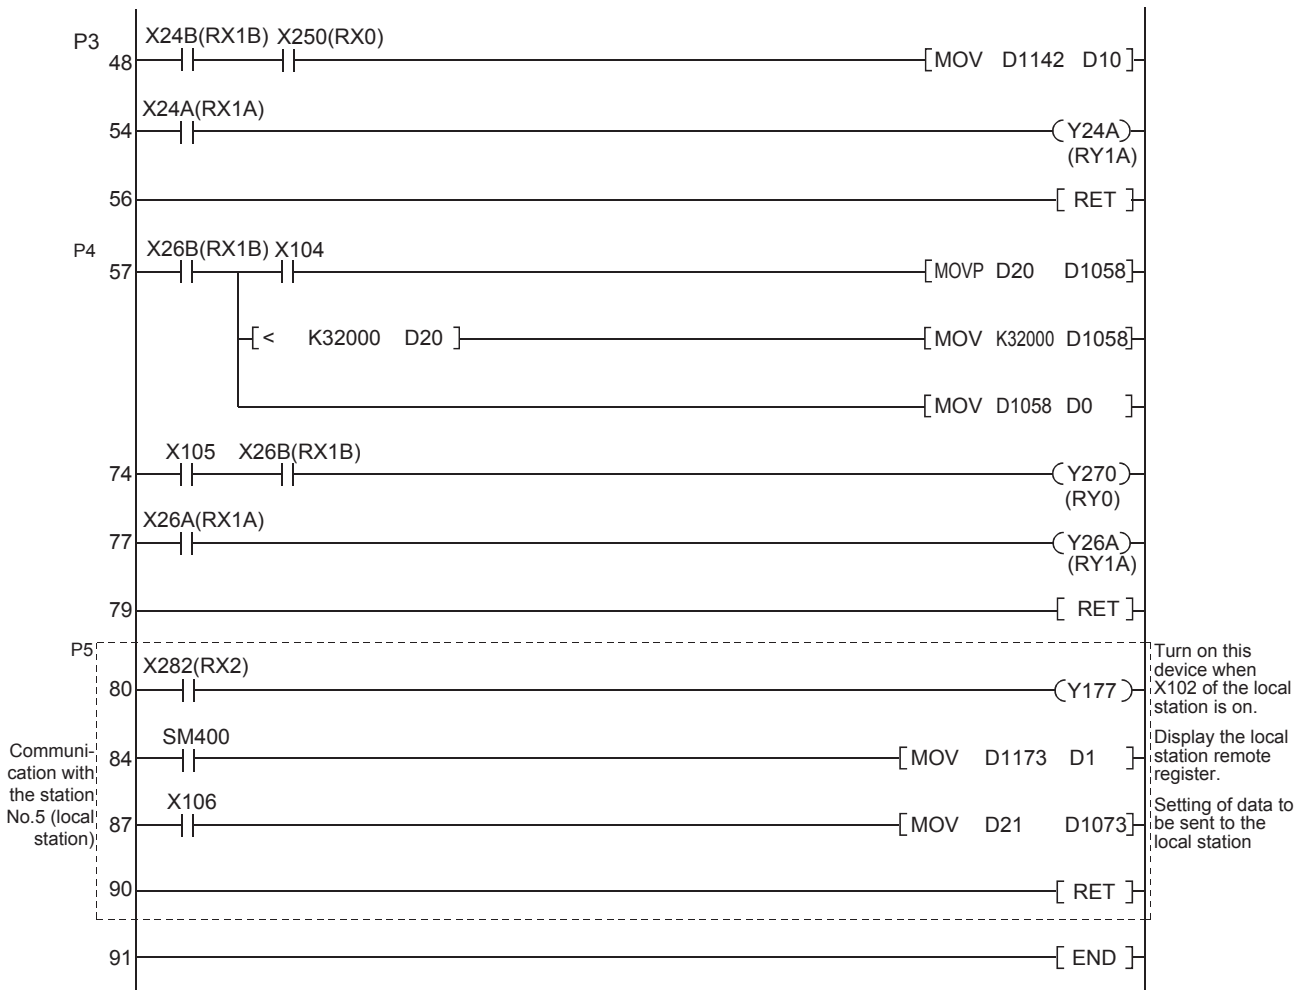 P3
X24B(RX1B) X250(RX0)
48 [MOV D1142 D10]
X24A(RX1A)
54 (Y24A)
(RY1A)
56 [ RET ]
P4
X26B(RX1B) X104
57 [MOVP D20 D1058]
[< K32000 D20 ] [MOV K32000 D1058]
[MOV D1058 D0 ]
X105 X26B(RX1B)
74 (Y270)
(RY0)
X26A(RX1A)
77 (Y26A)
(RY1A)
79 [ RET ]
P5
X282(RX2)
80 (Y177)
Turn on this
device when
X102 of the local
station is on.
SM400
84 [MOV D1173 D1 ]
Display the local
station remote
register.
X106
87 [MOV D21 D1073]
Setting of data to
be sent to the
local station
Communi-
cation with
the station
No.5 (local
station)
90 [ RET ]
91 [ END ]